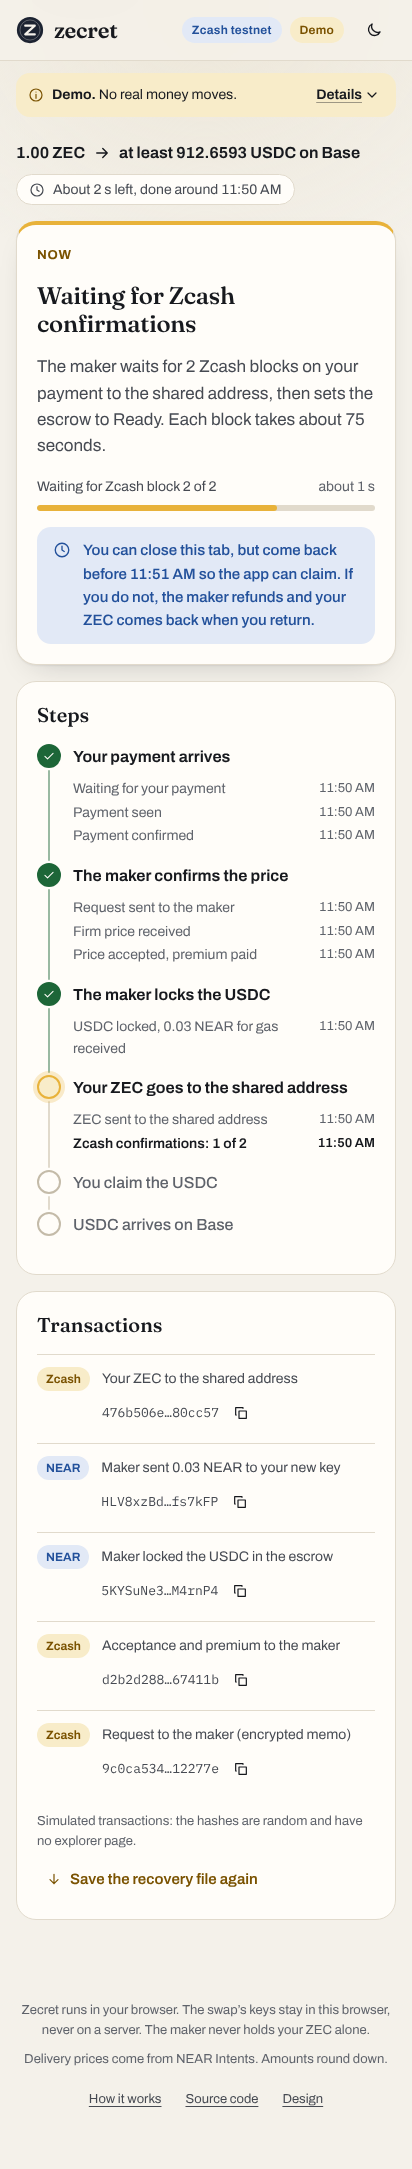 zecret
Zcash testnet
Demo
Demo. No real money moves.
Details
1.00 ZEC → at least 912.6593 USDC on Base
About 2 s left, done around 11:50 AM
NOW
Waiting for Zcash
confirmations
The maker waits for 2 Zcash blocks on your
payment to the shared address, then sets the
escrow to Ready. Each block takes about 75
seconds.
Waiting for Zcash block 2 of 2 about 1 s
You can close this tab, but come back
before 11:51 AM so the app can claim. If
you do not, the maker refunds and your
ZEC comes back when you return.
Steps
Your payment arrives
Waiting for your payment 11:50 AM
Payment seen 11:50 AM
Payment confirmed 11:50 AM
The maker confirms the price
Request sent to the maker 11:50 AM
Firm price received 11:50 AM
Price accepted, premium paid 11:50 AM
The maker locks the USDC
USDC locked, 0.03 NEAR for gas 11:50 AM
received
Your ZEC goes to the shared address
ZEC sent to the shared address 11:50 AM
Zcash confirmations: 1 of 2 11:50 AM
You claim the USDC
USDC arrives on Base
Transactions
Zcash Your ZEC to the shared address
476b506e…80cc57
NEAR Maker sent 0.03 NEAR to your new key
HLV8xzBd…fs7kFP
NEAR Maker locked the USDC in the escrow
5KYSuNe3…M4rnP4
Zcash Acceptance and premium to the maker
d2b2d288…67411b
Zcash Request to the maker (encrypted memo)
9c0ca534…12277e
Simulated transactions: the hashes are random and have
no explorer page.
Save the recovery file again
Zecret runs in your browser. The swap's keys stay in this browser,
never on a server. The maker never holds your ZEC alone.
Delivery prices come from NEAR Intents. Amounts round down.
How it works Source code Design